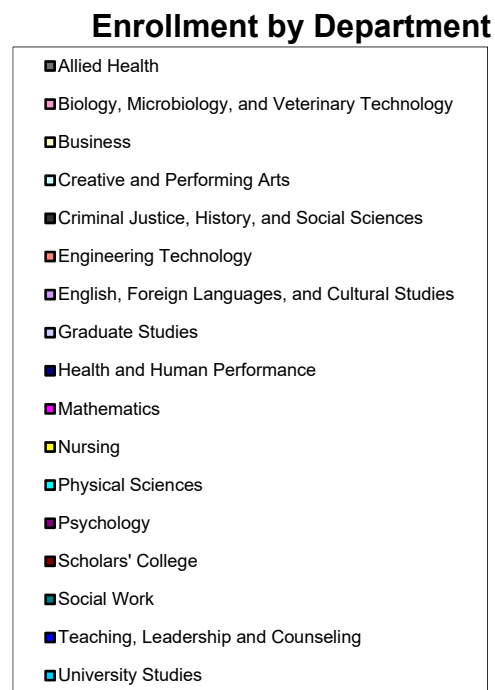 Enrollment by Department
Allied Health
Biology, Microbiology, and Veterinary Technology
Business
Creative and Performing Arts
Criminal Justice, History, and Social Sciences
Engineering Technology
English, Foreign Languages, and Cultural Studies
Graduate Studies
Health and Human Performance
Mathematics
Nursing
Physical Sciences
Psychology
Scholars' College
Social Work
Teaching, Leadership and Counseling
University Studies